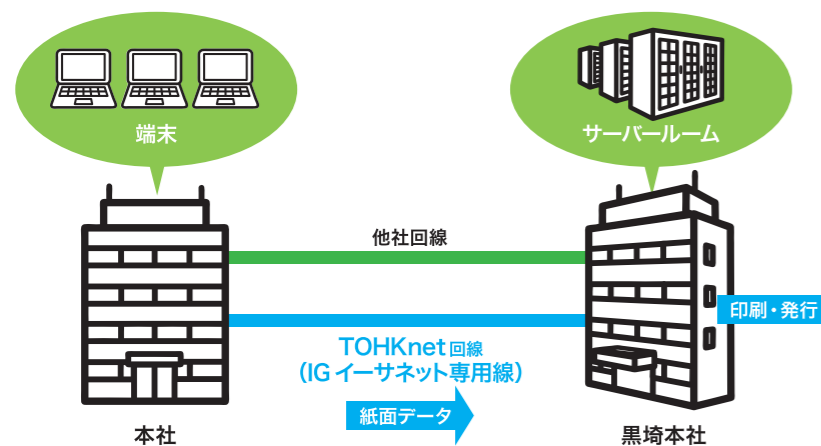 端末
サーバールーム
他社回線
印刷・発行
TOHKnet回線
（IG イーサネット専用線）
紙面データ
本社
黒埼本社